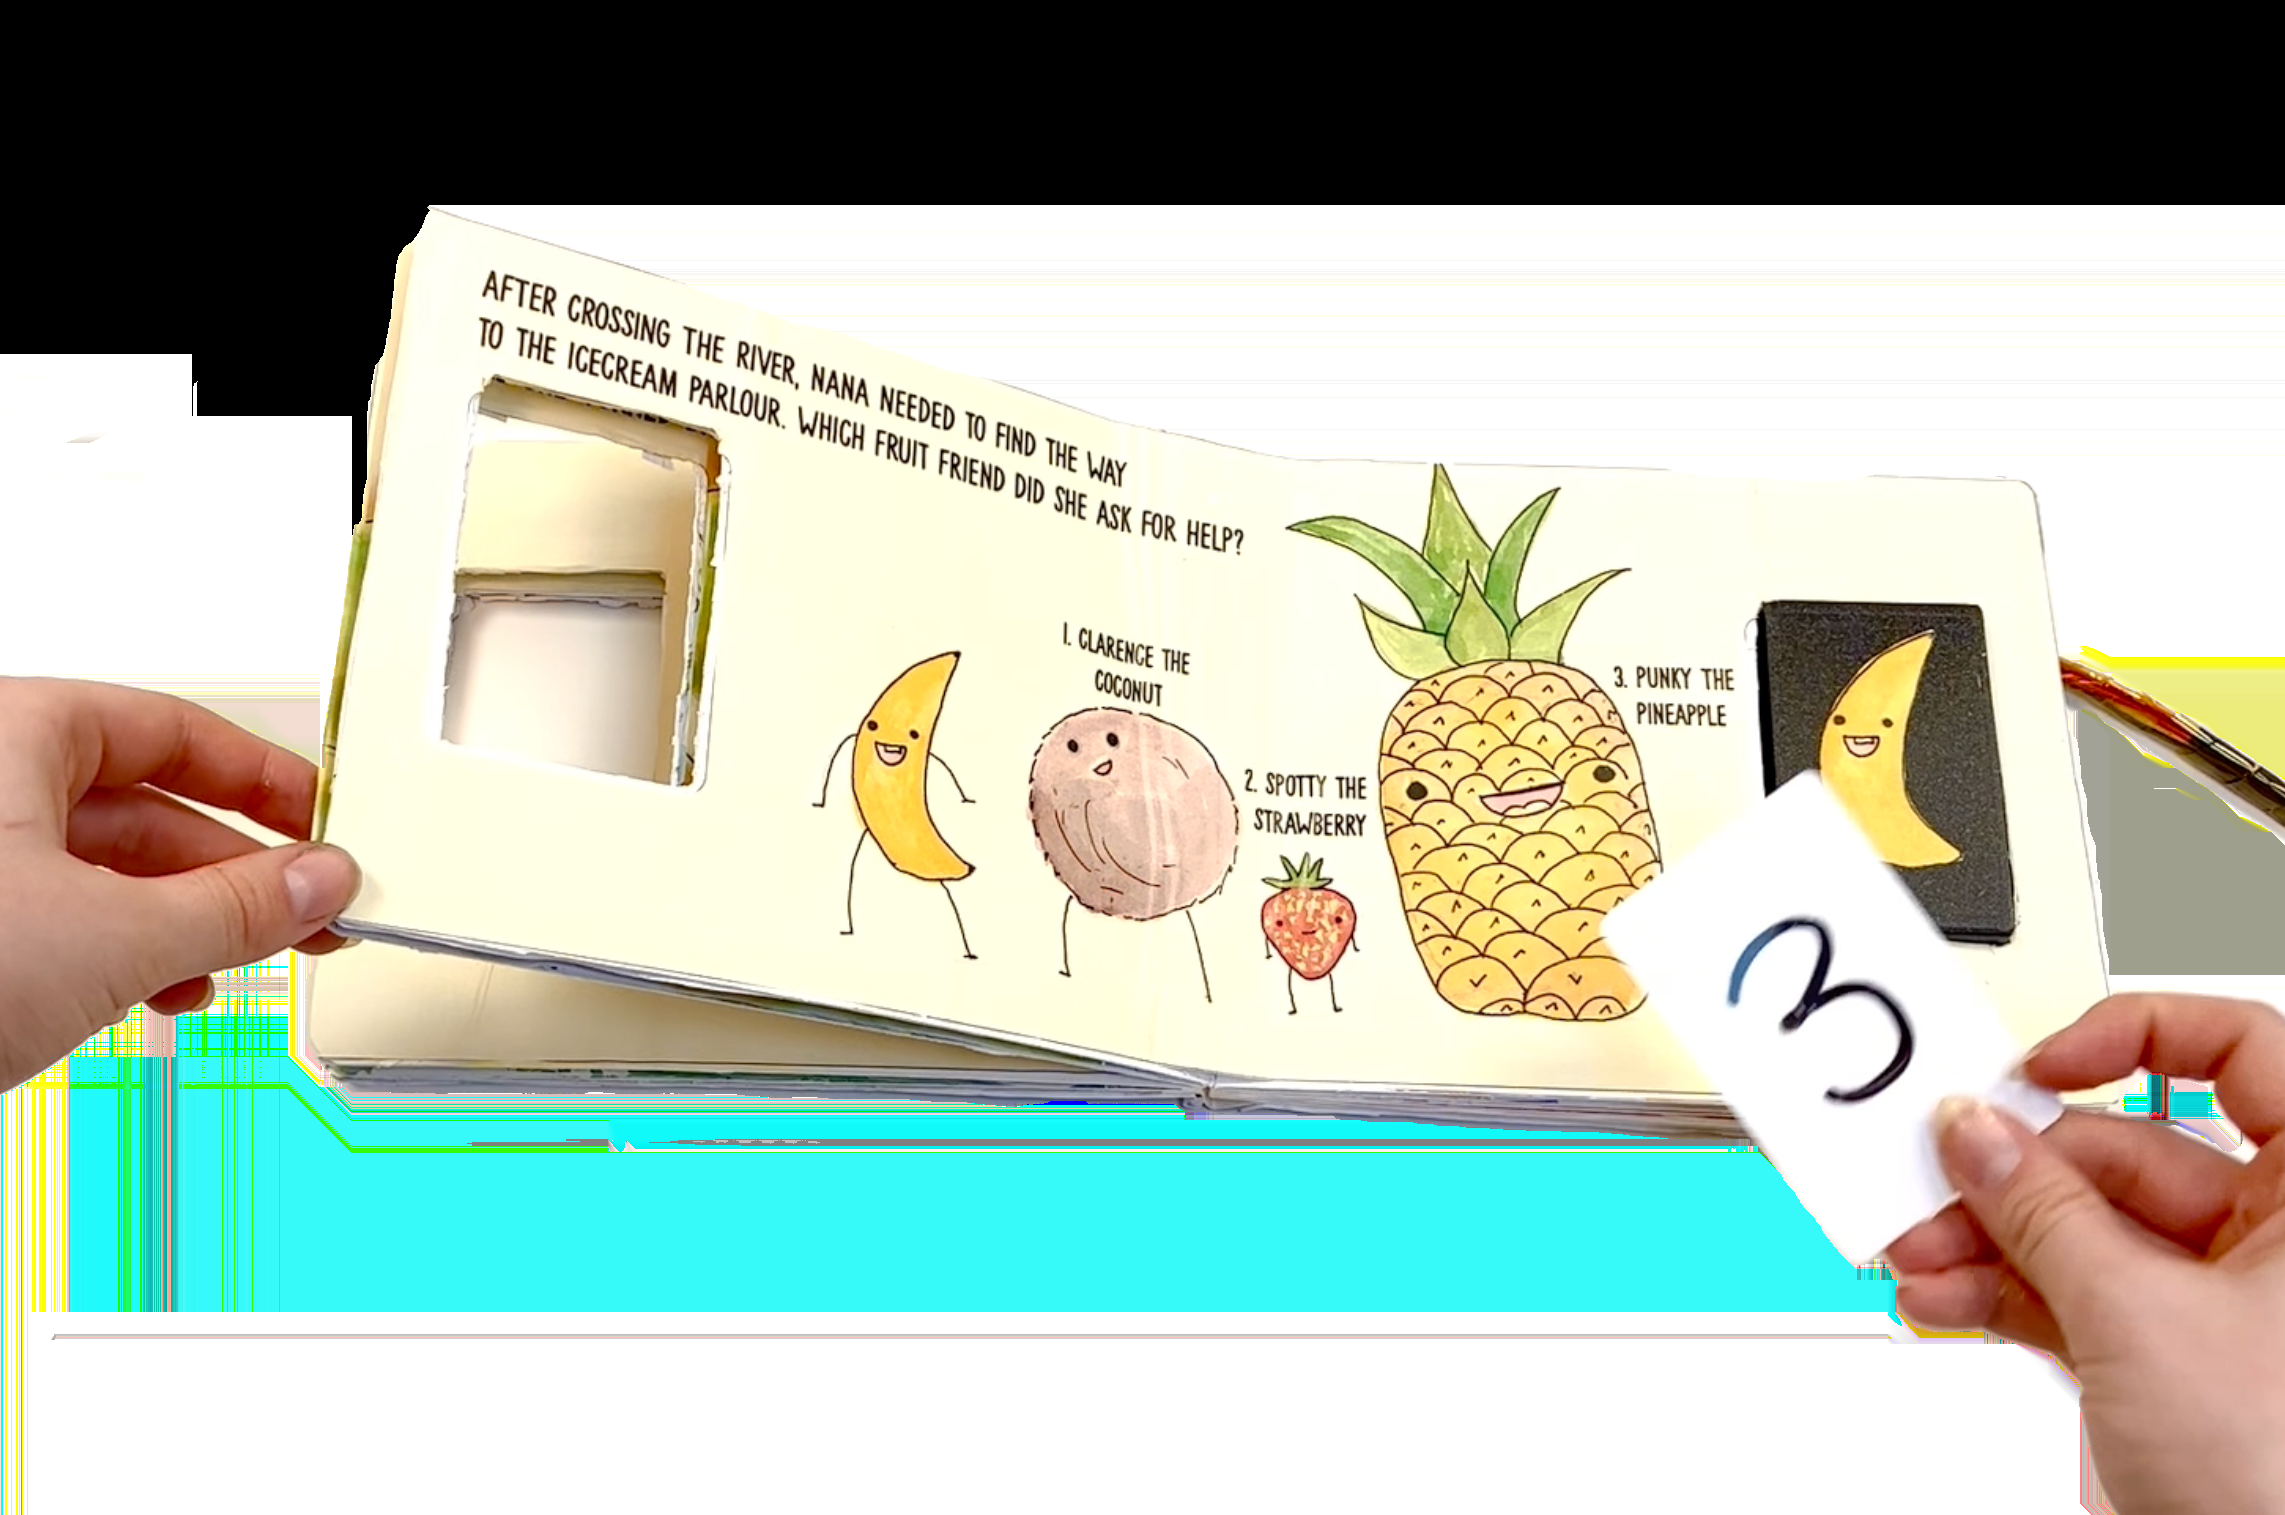 AFTER CROSSING THE RIVER, NANA NEEDED TO FIND THE WAY
TO THE ICECREAM PARLOUR. WHICH FRUIT FRIEND DID SHE ASK FOR HELP?
1. CLARENCE THE
COCONUT
2. SPOTTY THE
STRAWBERRY
3. PUNKY THE
PINEAPPLE
3